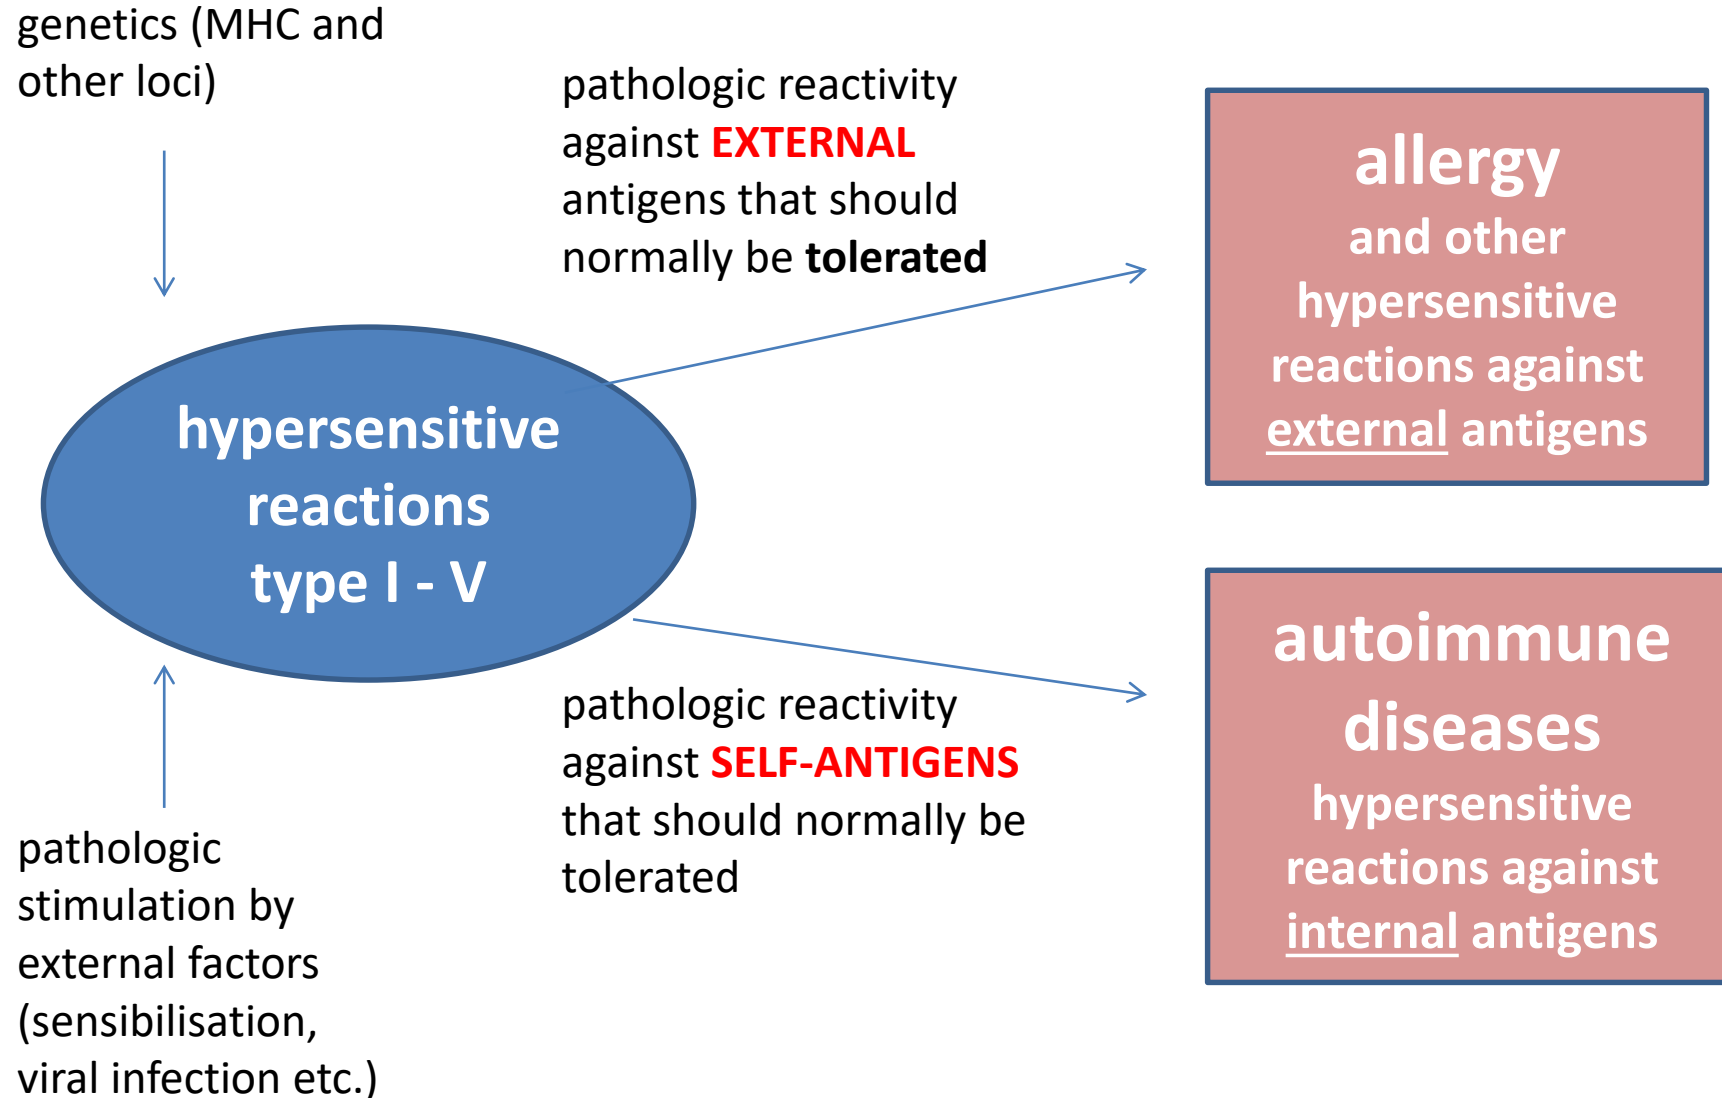 genetics (MHC and
other loci)
pathologic reactivity
against EXTERNAL
antigens that should
normally be tolerated
allergy
and other
hypersensitive
reactions against
external antigens
hypersensitive
reactions
type I - V
pathologic reactivity
against SELF-ANTIGENS
that should normally be
tolerated
autoimmune
diseases
hypersensitive
reactions against
internal antigens
pathologic
stimulation by
external factors
(sensibilisation,
viral infection etc.)